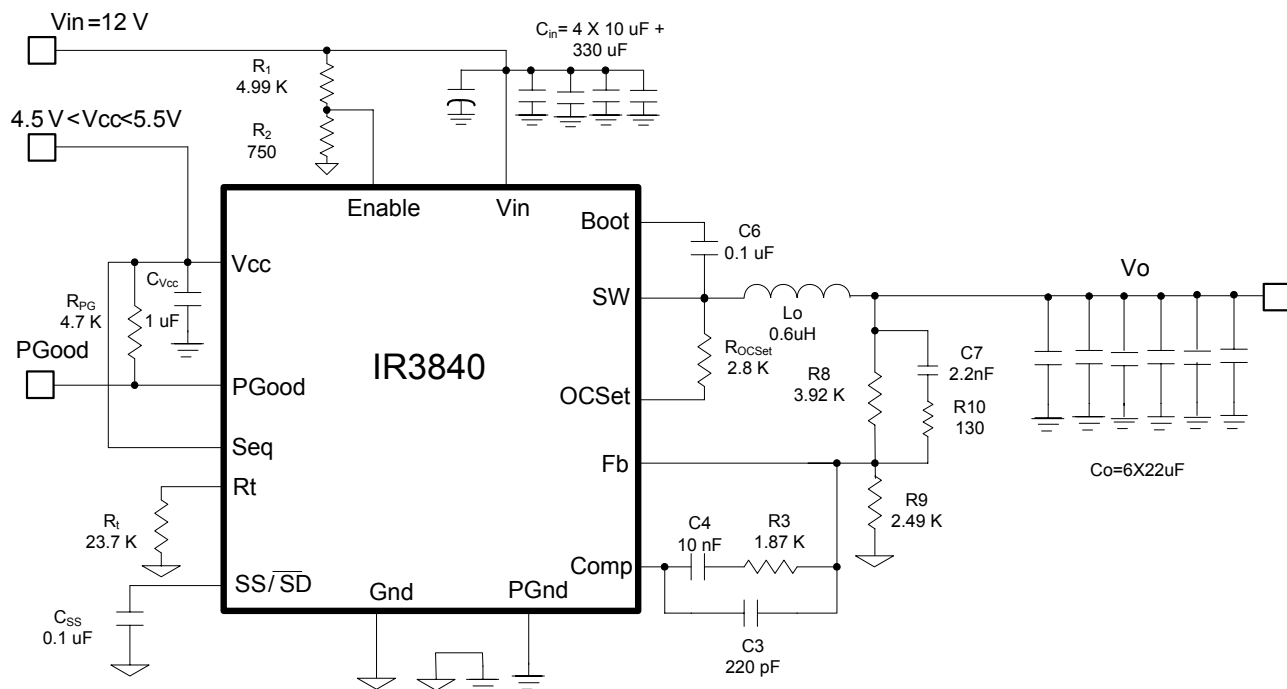 Vin=12 V
C_in= 4 X 10 uF +
330 uF
R1
4.99 K
4.5 V<Vcc<5.5V
R2
750
Enable
Vin
Boot
C6
0.1 uF
Vcc
CVcc
1 uF
RPG
4.7 K
SW
Lo
0.6uH
Vo
PGood
IR3840
ROCSet
2.8 K
C7
2.2nF
R8
3.92 K
PGood
OCSet
R10
130
Seq
Fb
Co=6X22uF
Rt
Rt
23.7 K
R9
2.49 K
C4
10 nF
R3
1.87 K
Comp
SS/SD
Gnd
PGnd
CSS
0.1 uF
C3
220 pF